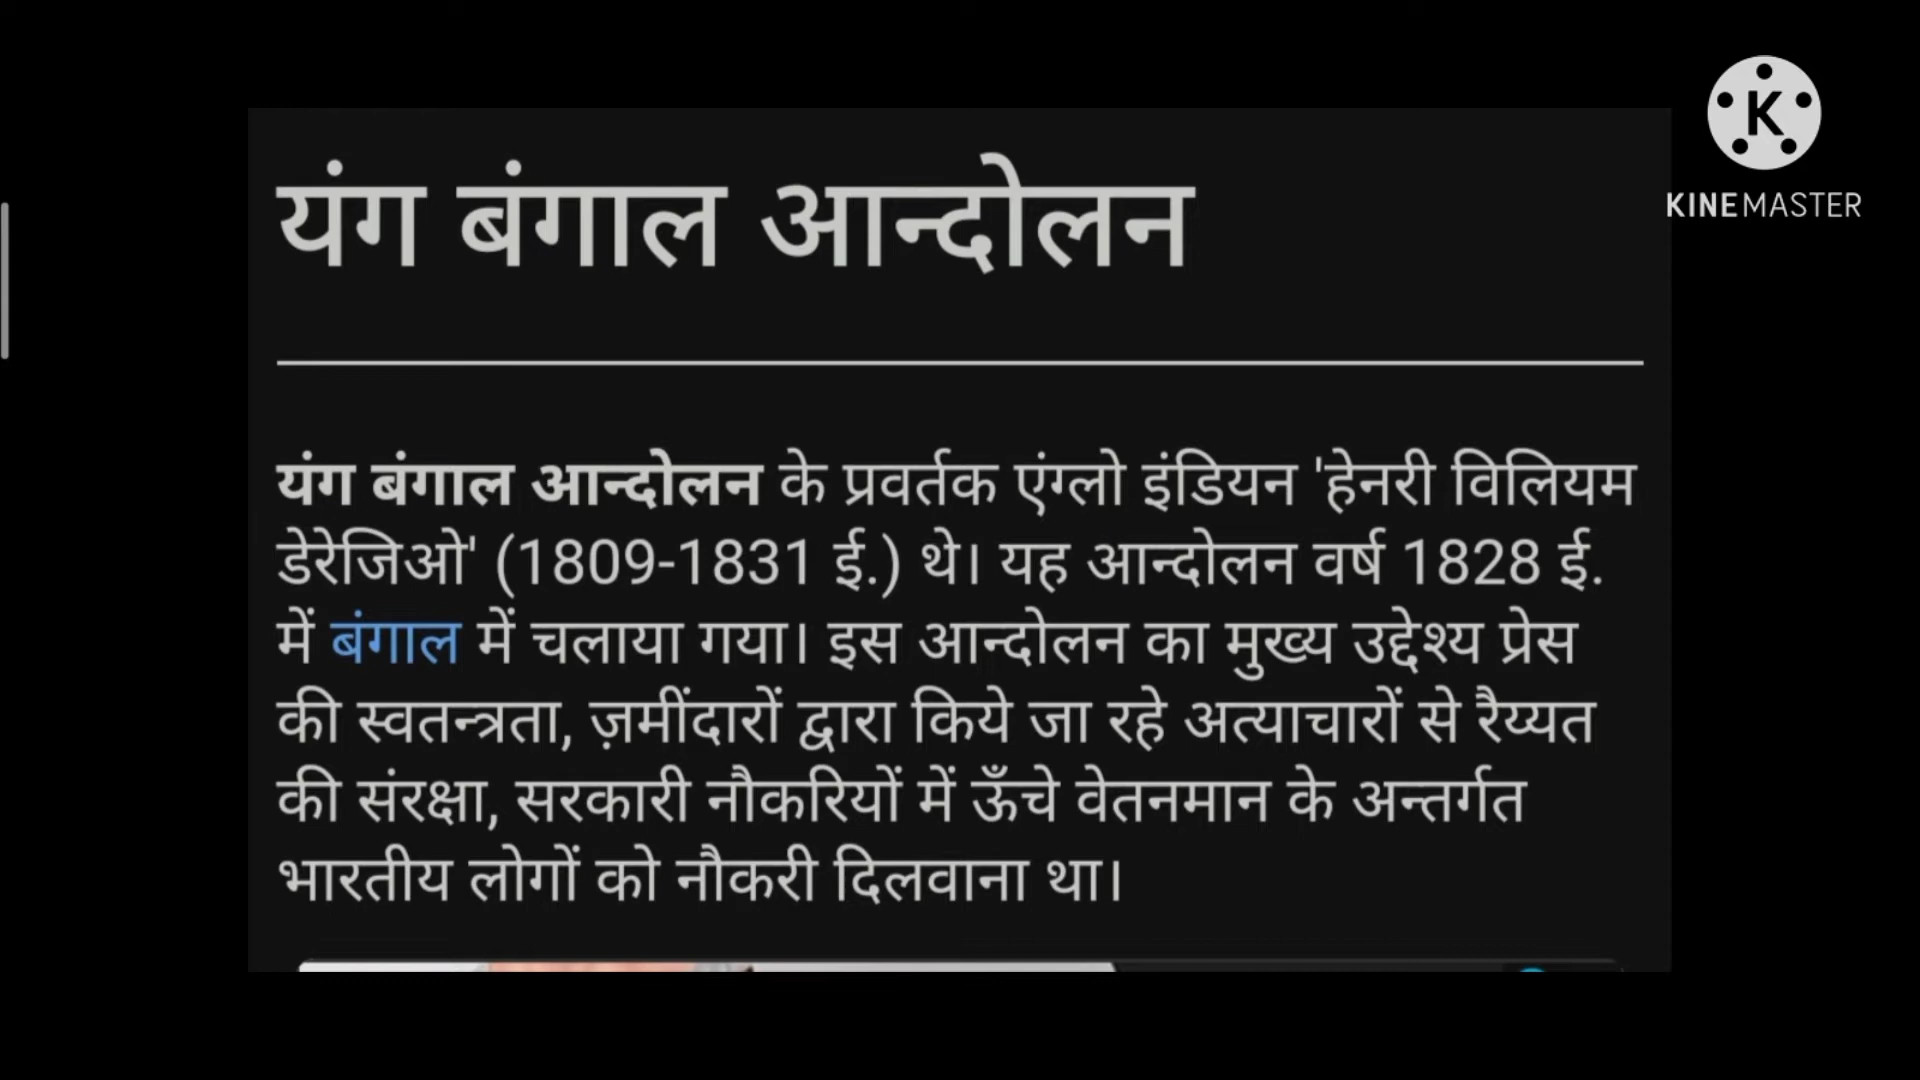 यंग बंगाल आन्दोलन
K
KINEMASTER
यंग बंगाल आन्दोलन के प्रवर्तक एंग्लो इंडियन 'हेनरी विलियम
डेरेजिओ' (1809-1831 ई.) थे। यह आन्दोलन वर्ष 1828 ई.
में बंगाल में चलाया गया। इस आन्दोलन का मुख्य उद्देश्य प्रेस
की स्वतन्त्रता, ज़मींदारों द्वारा किये जा रहे अत्याचारों से रैय्यत
की संरक्षा, सरकारी नौकरियों में ऊँचे वेतनमान के अन्तर्गत
भारतीय लोगों को नौकरी दिलवाना था।